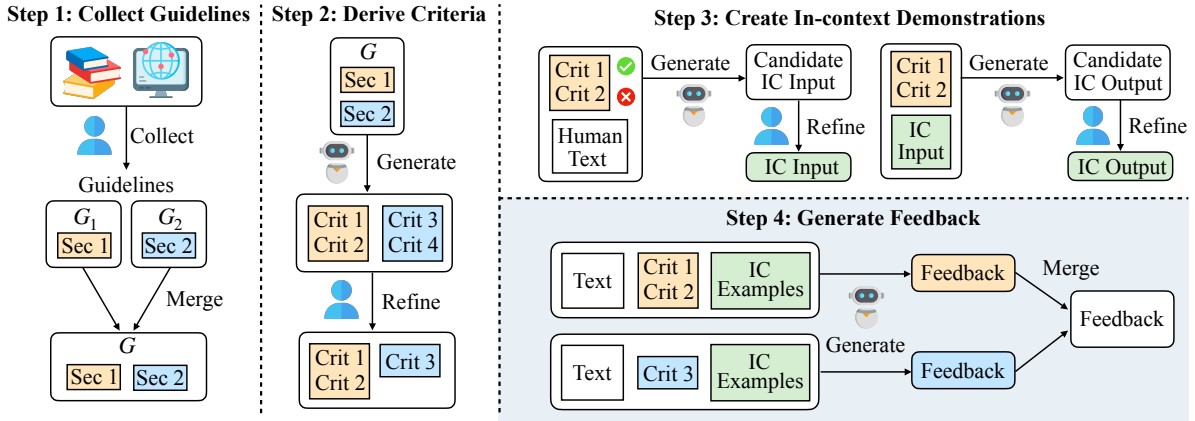 Step 1: Collect Guidelines
Collect
Guidelines
G1
G2
Sec 1
Sec 2
Merge
G
Sec 1
Sec 2
Step 2: Derive Criteria
G
Sec 1
Sec 2
Generate
Crit 1
Crit 2
Crit 3
Crit 4
Refine
Crit 1
Crit 2
Crit 3
Step 3: Create In-context Demonstrations
Crit 1
Crit 2
Human
Text
Generate
Candidate
IC Input
Refine
IC Input
Crit 1
Crit 2
IC
Input
Generate
Candidate
IC Output
Refine
IC Output
Step 4: Generate Feedback
Text
Crit 1
Crit 2
IC
Examples
Feedback
Merge
Generate
Feedback
Text
Crit 3
IC
Examples
Feedback